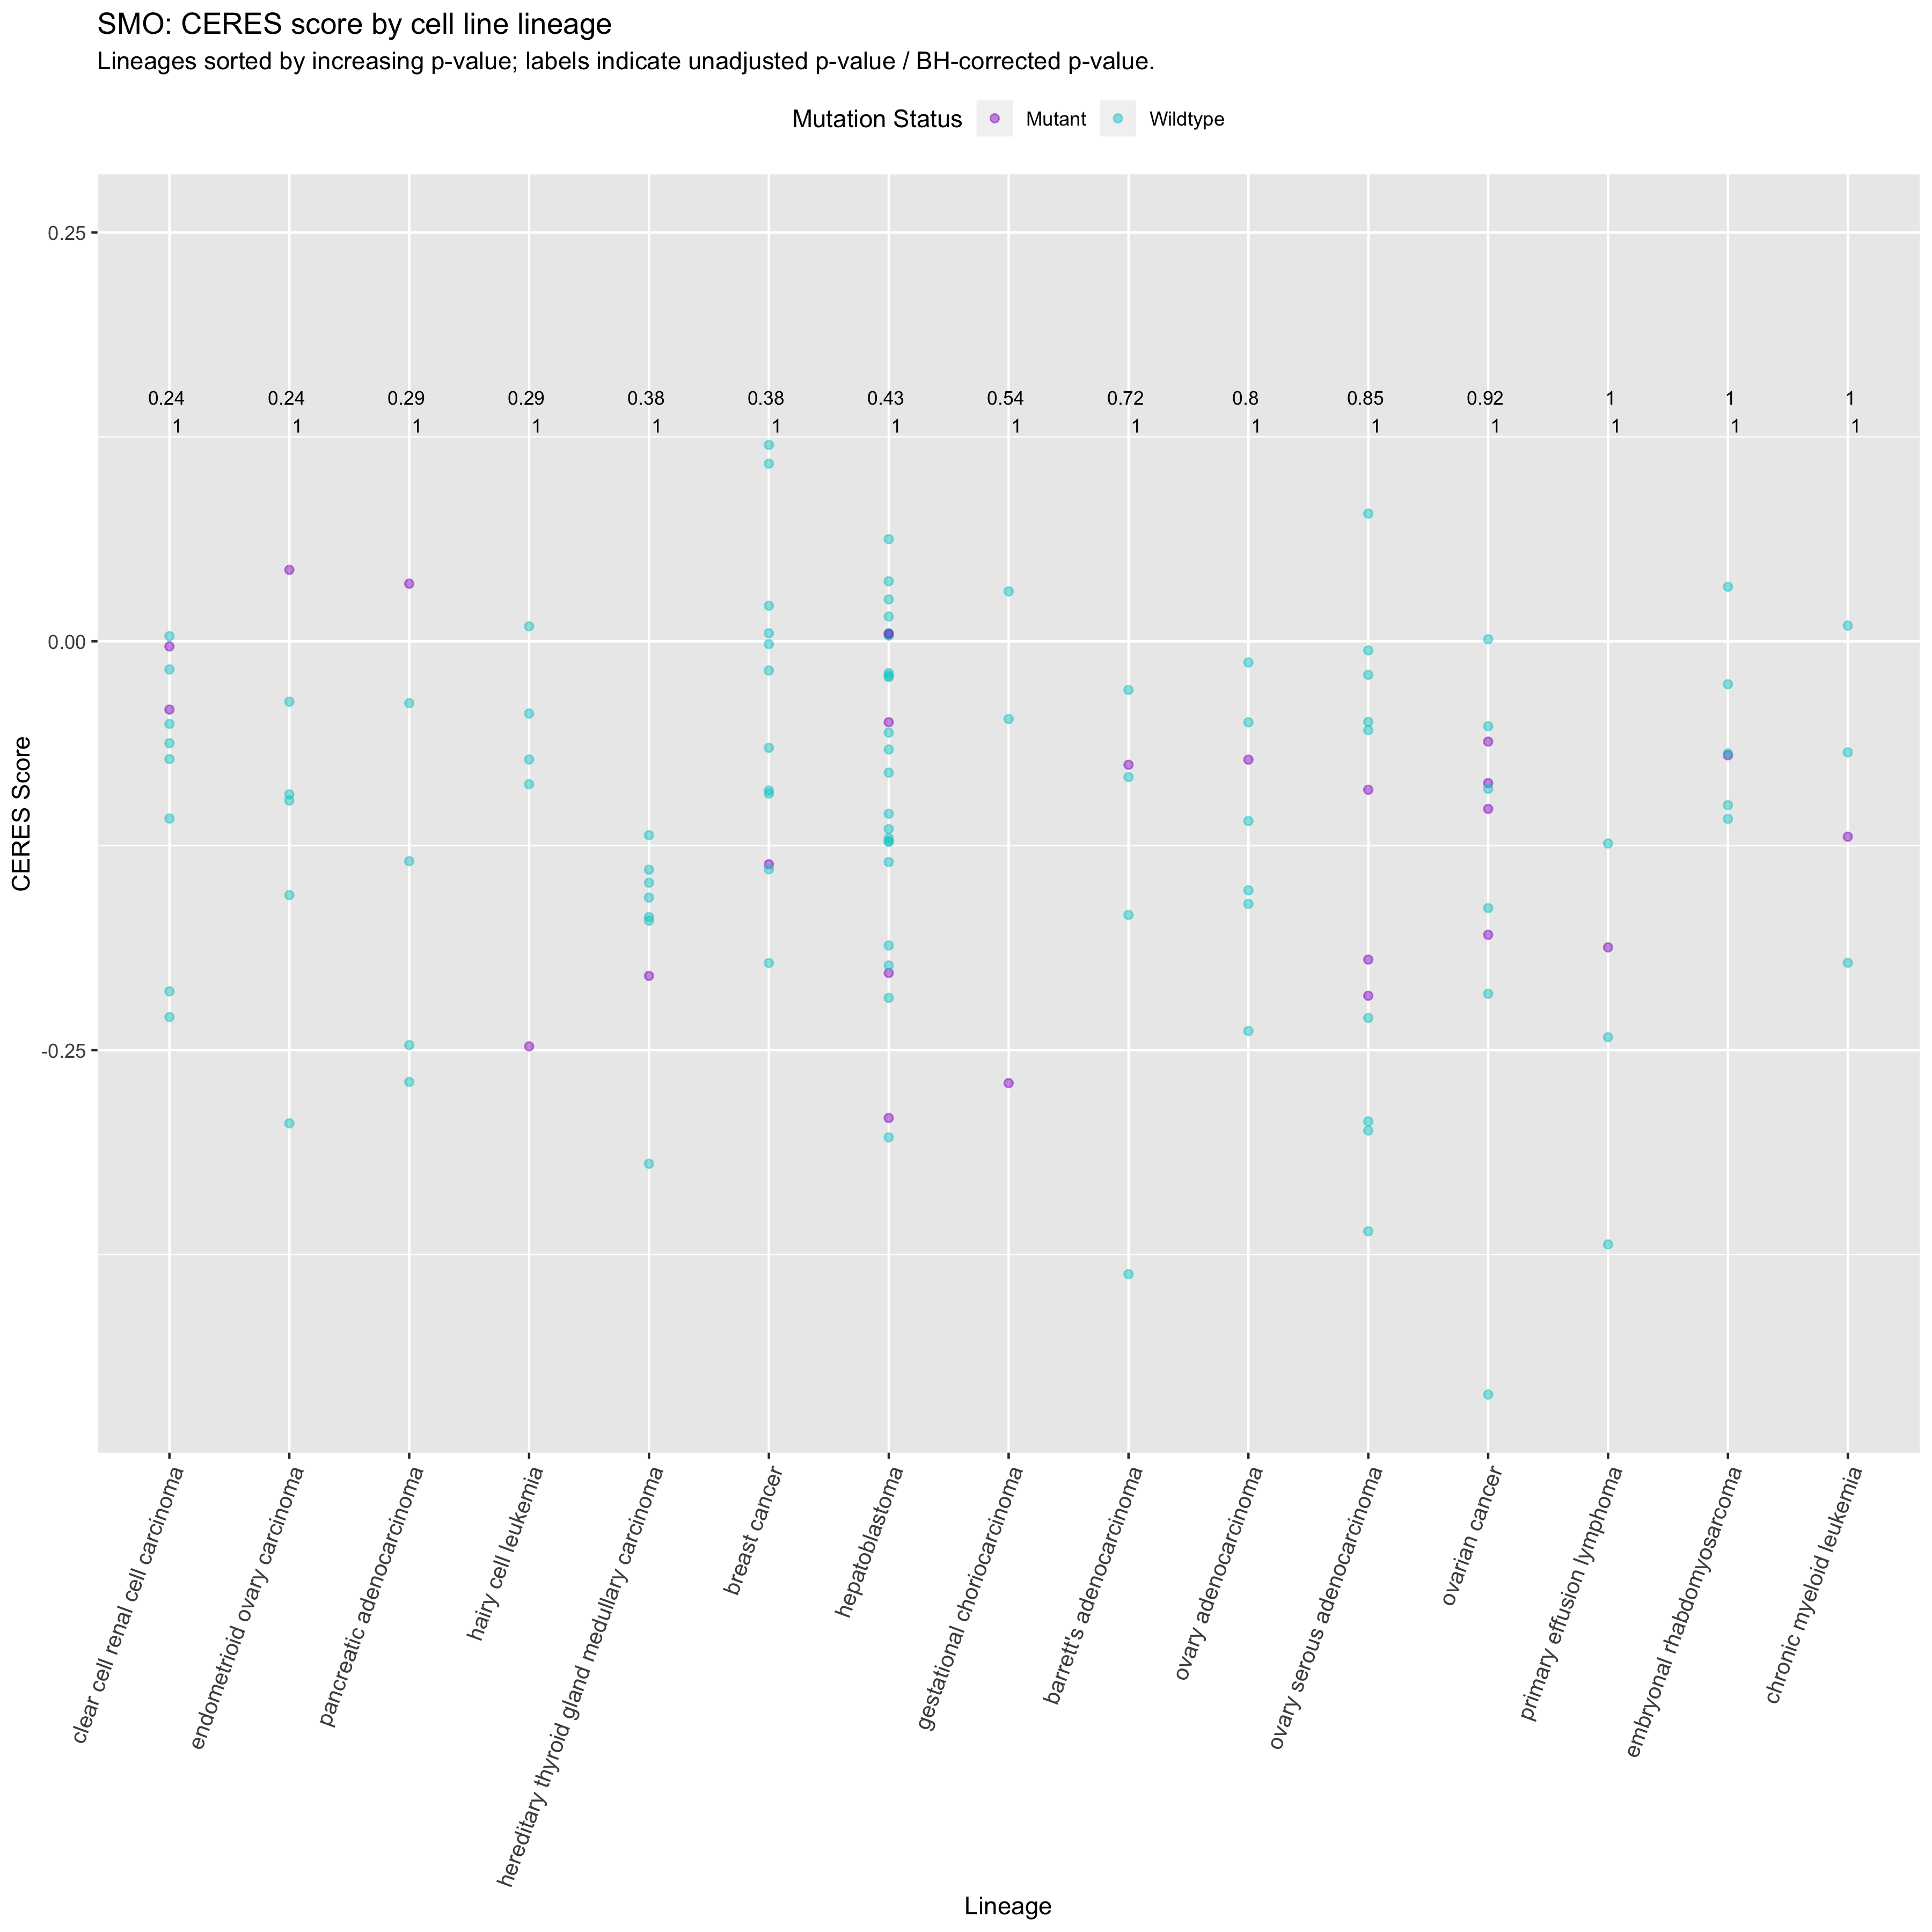 SMO: CERES score by cell line lineage
Lineages sorted by increasing p-value; labels indicate unadjusted p-value / BH-corrected p-value.
Mutation Status Mutant Wildtype
0.25
0.24 0.24 0.29 0.29 0.38 0.38 0.43 0.54 0.72 0.8 0.85 0.92 1 1 1
1 1 1 1 1 1 1 1 1 1 1 1 1 1 1
0.00
-0.25
CERES Score
clear cell renal cell carcinoma
endometrioid ovary carcinoma
pancreatic adenocarcinoma
hairy cell leukemia
hereditary thyroid gland medullary carcinoma
breast cancer
hepatoblastoma
gestational choriocarcinoma
barrett's adenocarcinoma
ovary adenocarcinoma
ovary serous adenocarcinoma
ovarian cancer
primary effusion lymphoma
embryonal rhabdomyosarcoma
chronic myeloid leukemia
Lineage